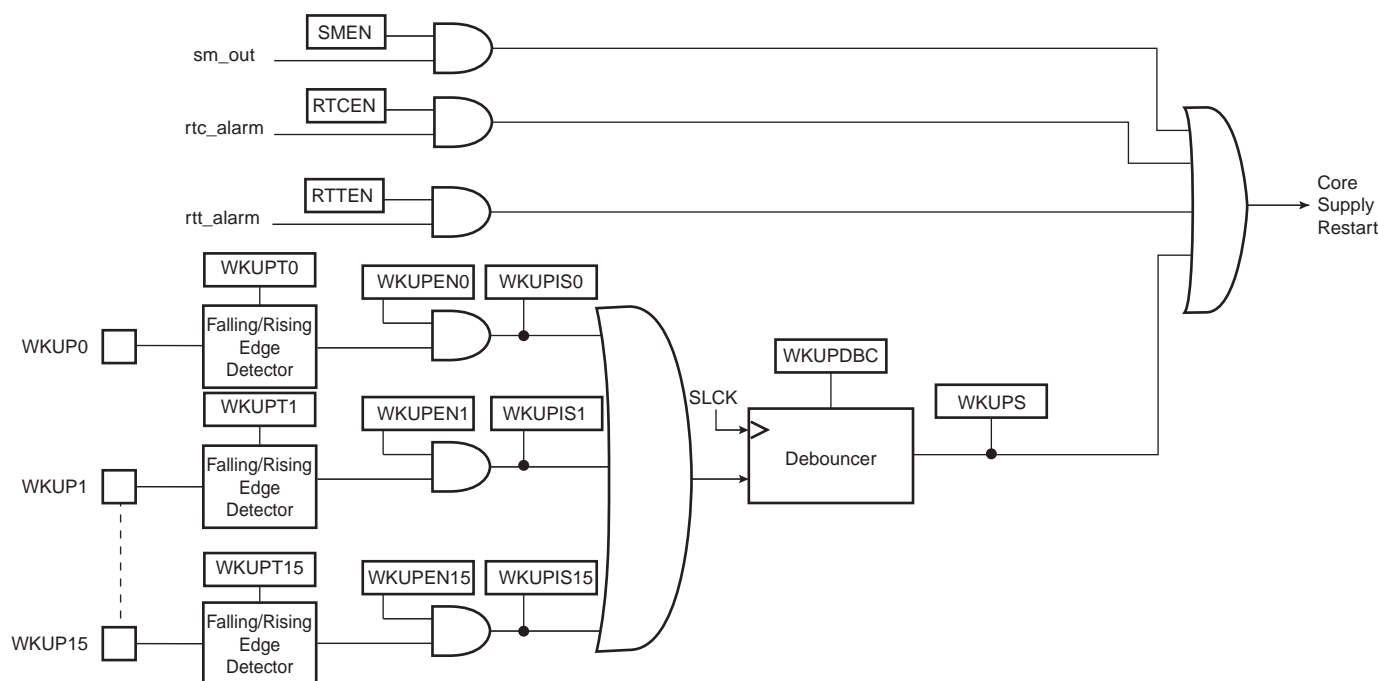 SMEN
sm_out
RTCEN
rtc_alarm
RTTEN
rtt_alarm
Core
Supply
Restart
WKUPT0
WKUPEN0
WKUPIS0
Falling/Rising
Edge
Detector
WKUP0
WKUPT1
WKUPEN1
WKUPIS1
Falling/Rising
Edge
Detector
WKUP1
WKUPDBC
SLCK
Debouncer
WKUPS
WKUPT15
WKUPEN15
WKUPIS15
Falling/Rising
Edge
Detector
WKUP15